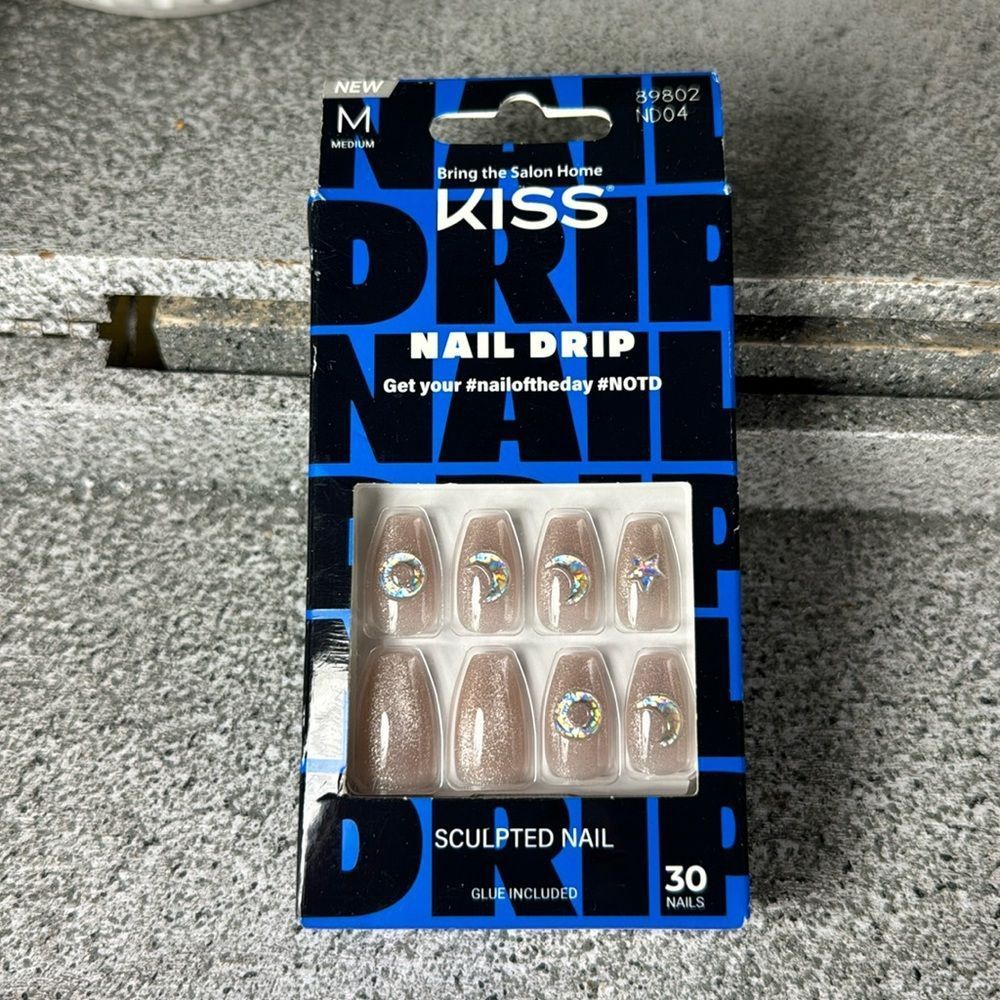 NEW
M
MEDIUM
89802
ND04
Bring the Salon Home
KISS®
NAIL
DRIP
NAIL DRIP
Get your #nailoftheday #NOTD
NAIL
DRIP
SCULPTED NAIL
GLUE INCLUDED
30
NAILS